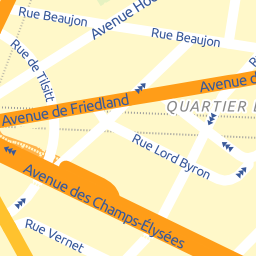 Rue Beaujon
Avenue Ho
Rue Beaujon
Rue de Tilsitt
Avenue d
Avenue de Friedland
QUARTIER
Rue Lord Byron
Avenue des Champs-Élysées
Rue Vernet